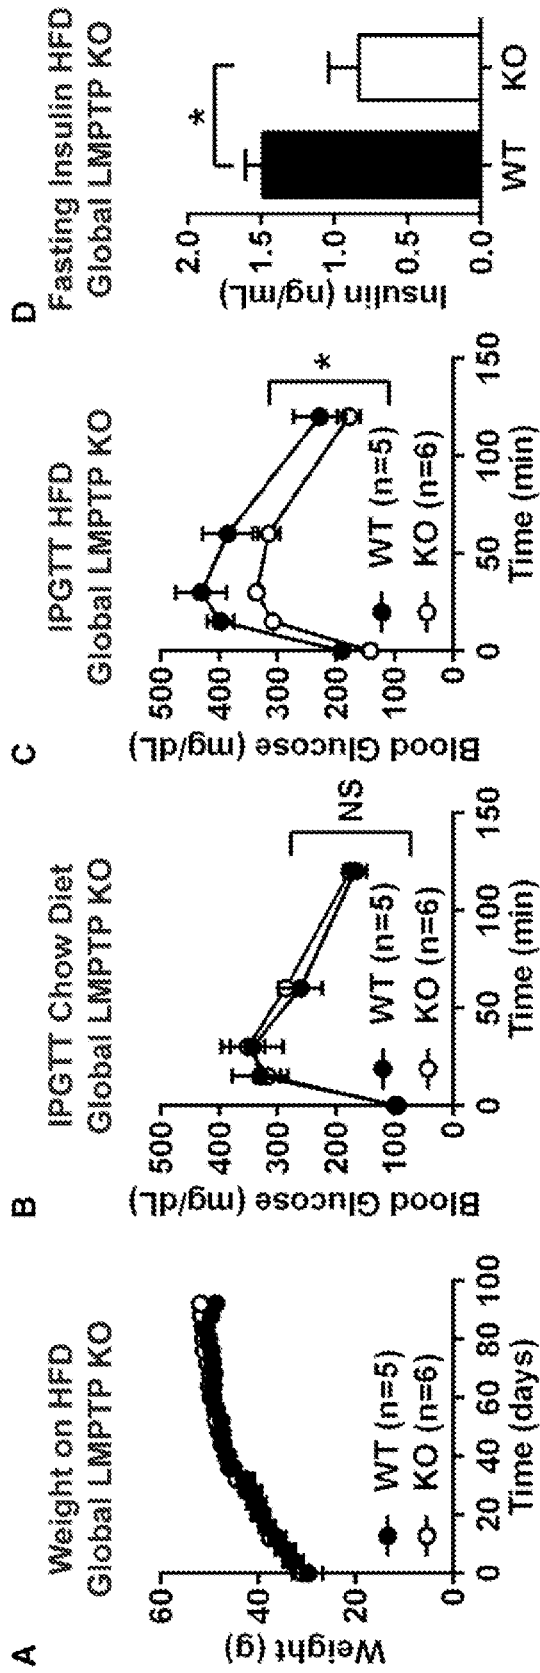 A
Weight on HFD
Global LMPTP KO
Weight (g)
60
40
20
0
0 20 40 60 80 100
Time (days)
WT (n=5)
KO (n=6)
B
IPGTT Chow Diet
Global LMPTP KO
Blood Glucose (mg/dL)
500
400
300
200
100
0
0 50 100 150
Time (min)
WT (n=5)
KO (n=6)
NS
C
IPGTT HFD
Global LMPTP KO
Blood Glucose (mg/dL)
500
400
300
200
100
0
0 50 100 150
Time (min)
WT (n=5)
KO (n=6)
*
D
Fasting Insulin HFD
Global LMPTP KO
Insulin (ng/mL)
2.0
1.5
1.0
0.5
0.0
WT KO
*